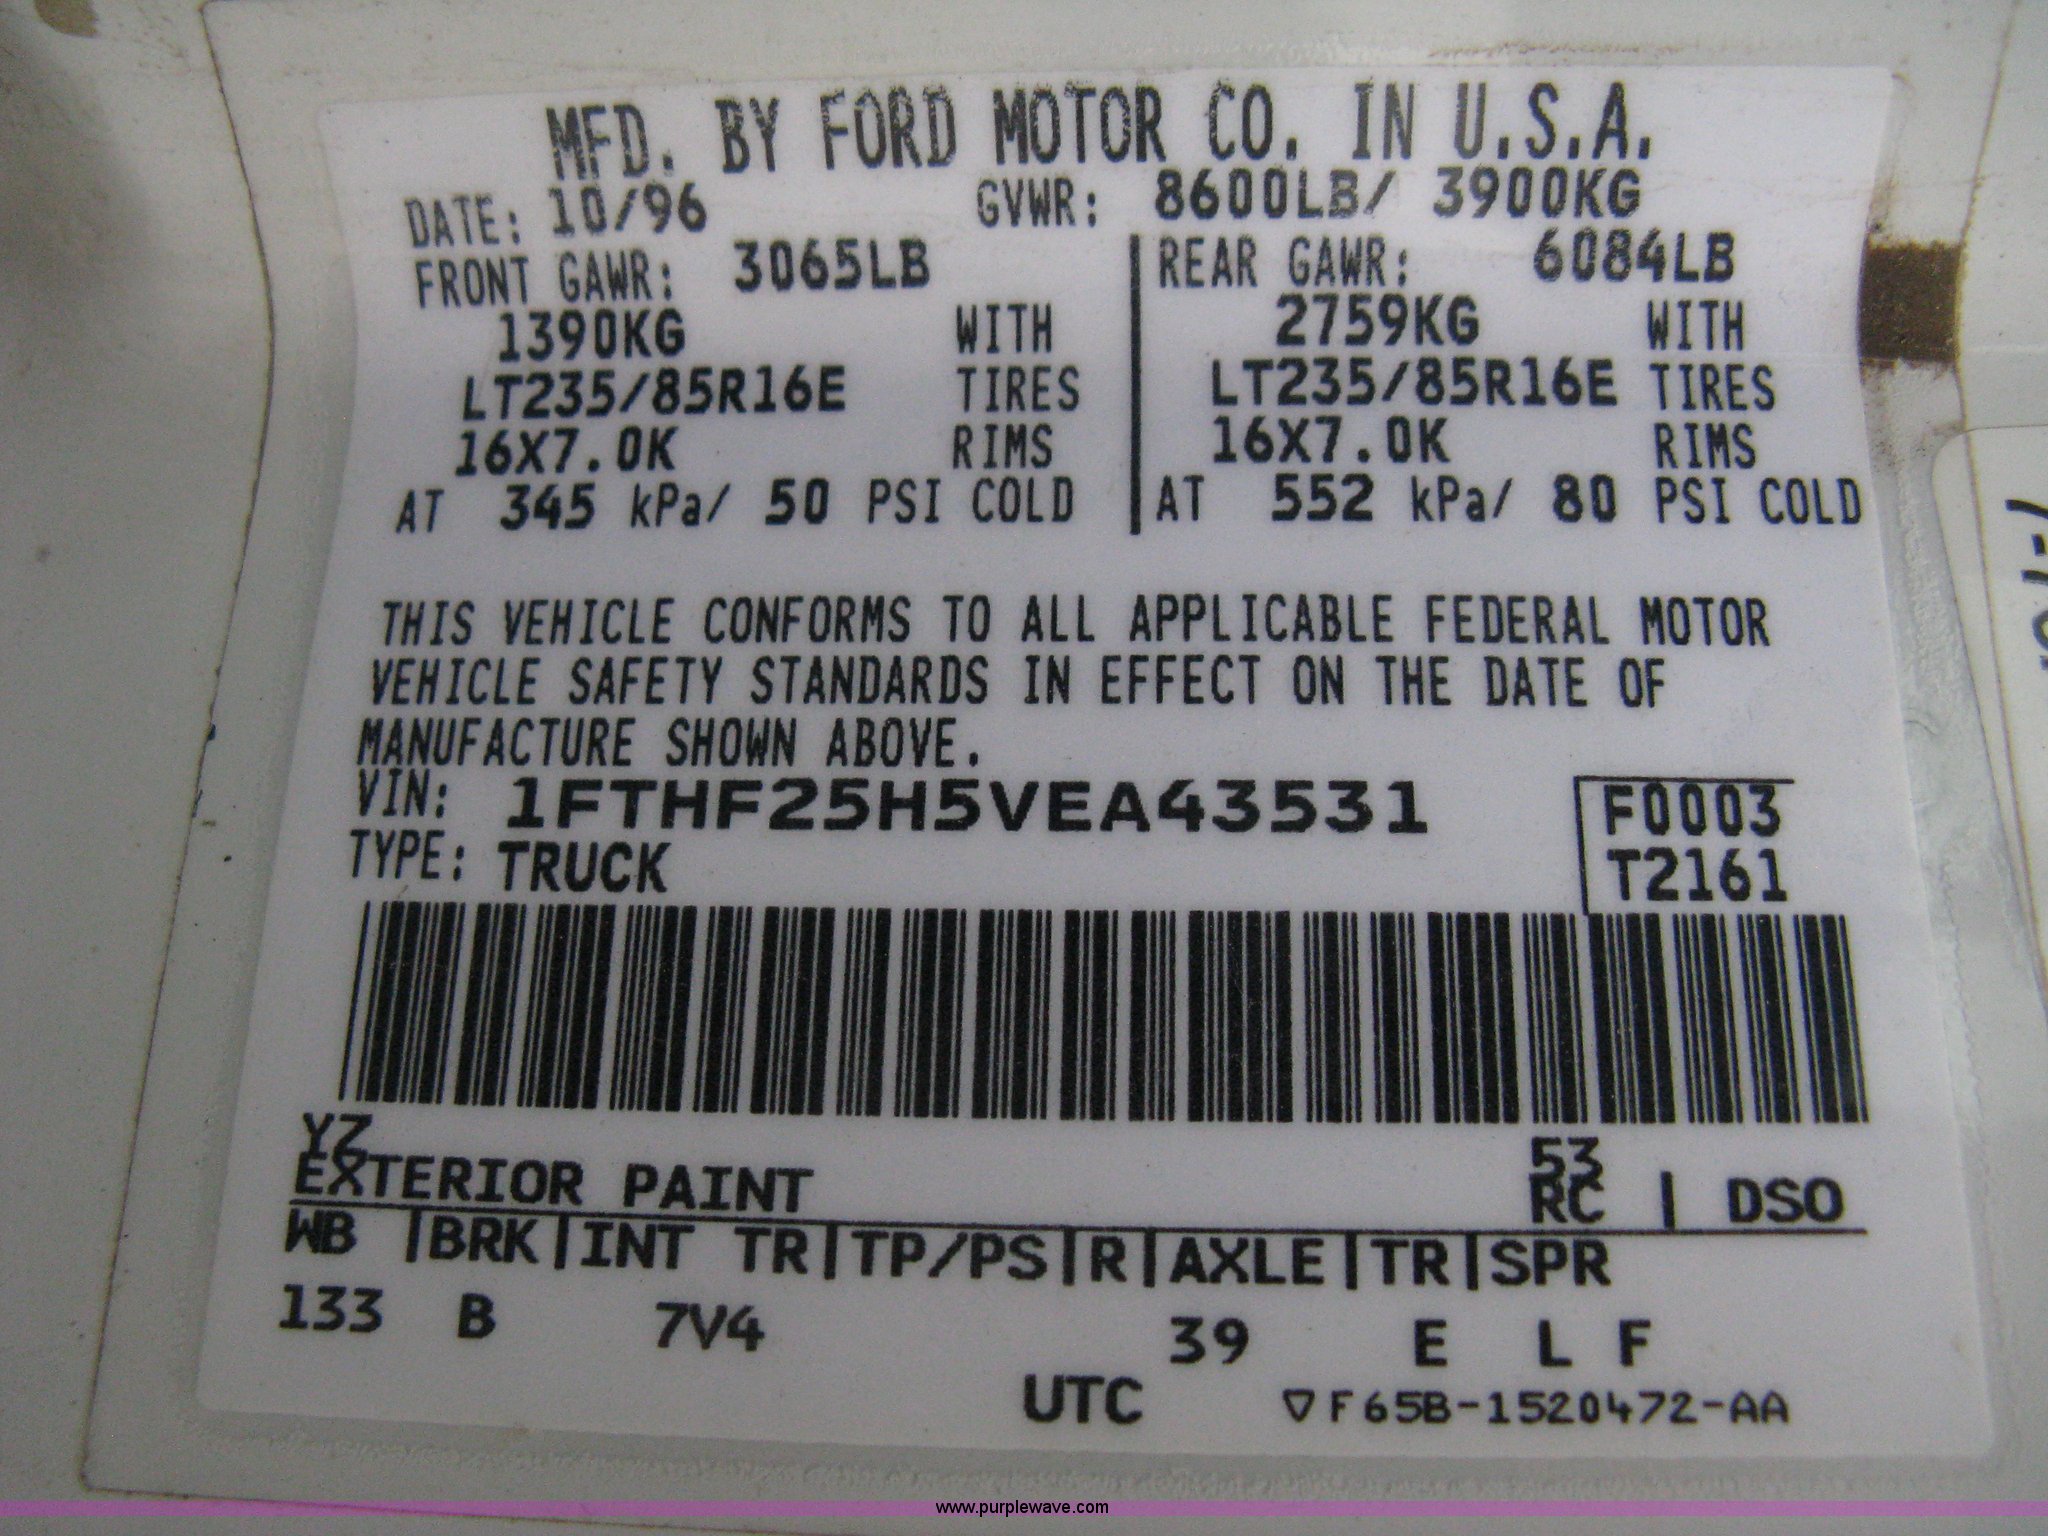 MFD. BY FORD MOTOR CO. IN U.S.A.
DATE: 10/96 GVWR: 8600LB/ 3900KG
FRONT GAWR: 3065LB REAR GAWR: 6084LB
1390KG WITH 2759KG WITH
LT235/85R16E TIRES LT235/85R16E TIRES
16X7.0K RIMS 16X7.0K RIMS
AT 345 kPa/ 50 PSI COLD AT 552 kPa/ 80 PSI COLD
THIS VEHICLE CONFORMS TO ALL APPLICABLE FEDERAL MOTOR
VEHICLE SAFETY STANDARDS IN EFFECT ON THE DATE OF
MANUFACTURE SHOWN ABOVE.
VIN: 1FTHF25H5VEA43531 F0003
TYPE: TRUCK T2161
YZ 53
EXTERIOR PAINT RC | DSO
WB |BRK|INT TR|TP/PS|R|AXLE|TR|SPR
133 B 7V4 39 E L F
UTC ▽F65B-1520472-AA
www.purplewave.com